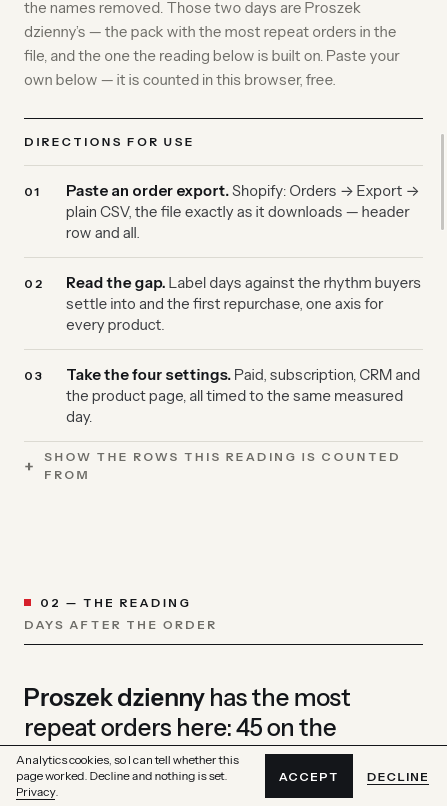 the names removed. Those two days are Proszek
dzienny's — the pack with the most repeat orders in the
file, and the one the reading below is built on. Paste your
own below — it is counted in this browser, free.
DIRECTIONS FOR USE
01 Paste an order export. Shopify: Orders → Export →
plain CSV, the file exactly as it downloads — header
row and all.
02 Read the gap. Label days against the rhythm buyers
settle into and the first repurchase, one axis for
every product.
03 Take the four settings. Paid, subscription, CRM and
the product page, all timed to the same measured
day.
+ SHOW THE ROWS THIS READING IS COUNTED
FROM
02 — THE READING
DAYS AFTER THE ORDER
Proszek dzienny has the most
repeat orders here: 45 on the
Analytics cookies, so I can tell whether this
page worked. Decline and nothing is set.
Privacy.
ACCEPT
DECLINE